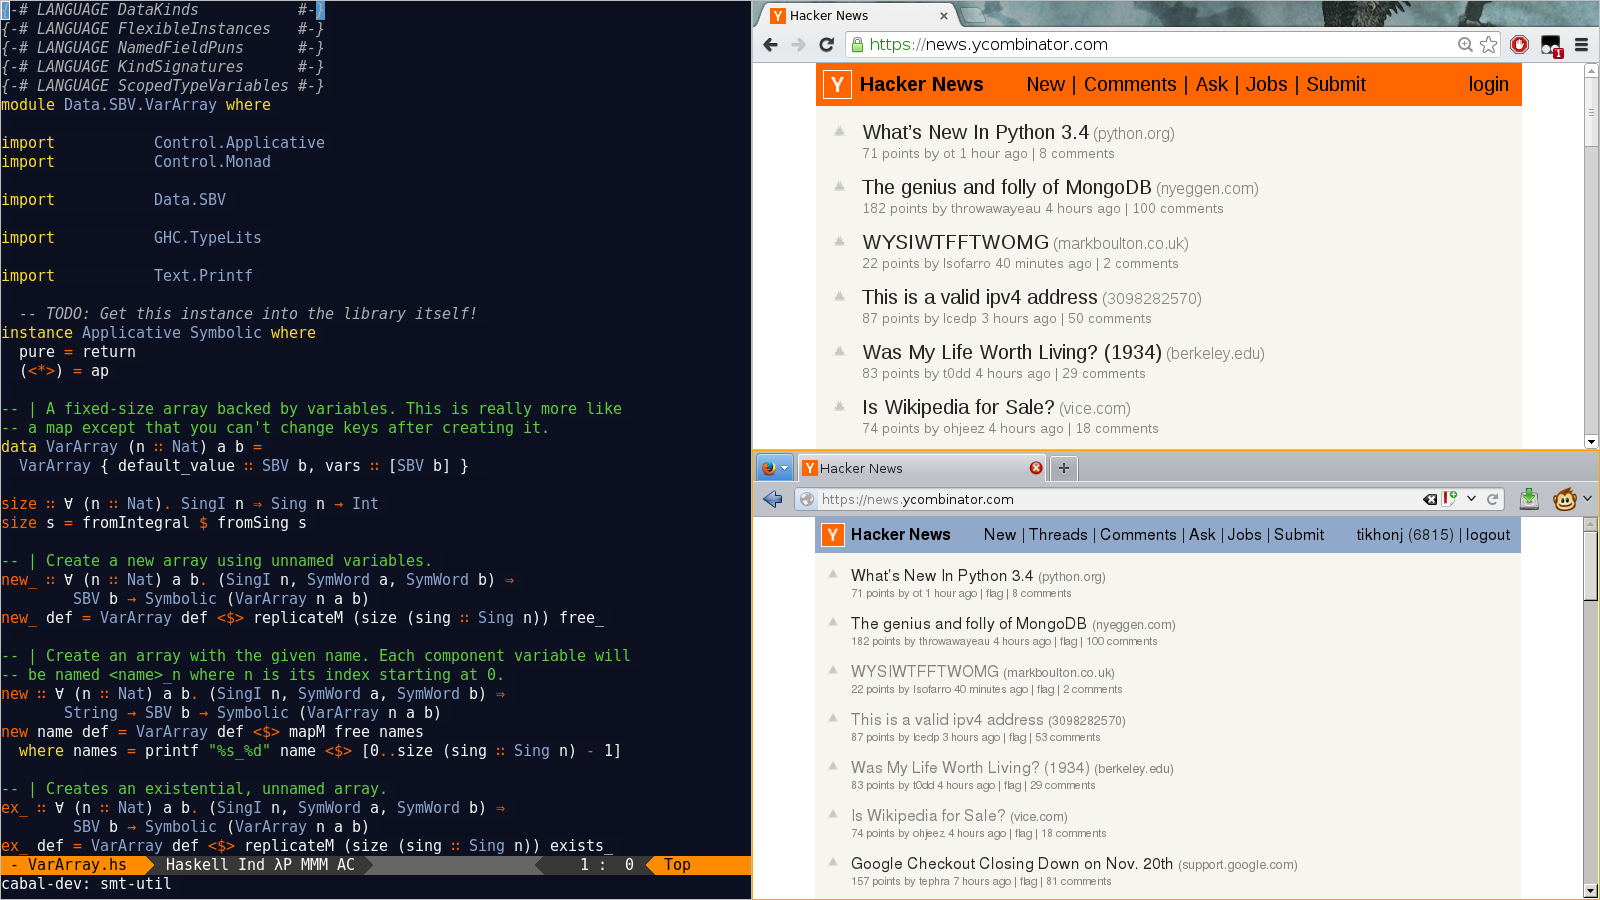 {-# LANGUAGE DataKinds           #-}
{-# LANGUAGE FlexibleInstances   #-}
{-# LANGUAGE NamedFieldPuns      #-}
{-# LANGUAGE KindSignatures      #-}
{-# LANGUAGE ScopedTypeVariables #-}
module Data.SBV.VarArray where
import           Control.Applicative
import           Control.Monad
import           Data.SBV
import           GHC.TypeLits
import           Text.Printf
  -- TODO: Get this instance into the library itself!
instance Applicative Symbolic where
  pure = return
  (<*>) = ap
-- | A fixed-size array backed by variables. This is really more like
-- a map except that you can't change keys after creating it.
data VarArray (n ∷ Nat) a b =
  VarArray { default_value ∷ SBV b, vars ∷ [SBV b] }
size ∷ ∀ (n ∷ Nat). SingI n ⇒ Sing n → Int
size s = fromIntegral $ fromSing s
-- | Create a new array using unnamed variables.
new_ ∷ ∀ (n ∷ Nat) a b. (SingI n, SymWord a, SymWord b) ⇒
        SBV b → Symbolic (VarArray n a b)
new_ def = VarArray def <$> replicateM (size (sing ∷ Sing n)) free_
-- | Create an array with the given name. Each component variable will
-- be named <name>_n where n is its index starting at 0.
new ∷ ∀ (n ∷ Nat) a b. (SingI n, SymWord a, SymWord b) ⇒
       String → SBV b → Symbolic (VarArray n a b)
new name def = VarArray def <$> mapM free names
  where names = printf "%s_%d" name <$> [0..size (sing ∷ Sing n) - 1]
-- | Creates an existential, unnamed array.
ex_ ∷ ∀ (n ∷ Nat) a b. (SingI n, SymWord a, SymWord b) ⇒
        SBV b → Symbolic (VarArray n a b)
ex_ def = VarArray def <$> replicateM (size (sing ∷ Sing n)) exists_
- VarArray.hs Haskell Ind λP MMM AC 1 : 0 Top
cabal-dev: smt-util
Y Hacker News
https://news.ycombinator.com 1
Y Hacker News New | Comments | Ask | Jobs | Submit login
What's New In Python 3.4 (python.org)
71 points by ot 1 hour ago | 8 comments
The genius and folly of MongoDB (nyeggen.com)
182 points by throwawayeau 4 hours ago | 100 comments
WYSIWTFFTWOMG (markboulton.co.uk)
22 points by lsofarro 40 minutes ago | 2 comments
This is a valid ipv4 address (3098282570)
87 points by lcedp 3 hours ago | 50 comments
Was My Life Worth Living? (1934) (berkeley.edu)
83 points by t0dd 4 hours ago | 29 comments
Is Wikipedia for Sale? (vice.com)
74 points by ohjeez 4 hours ago | 18 comments
Y Hacker News
https://news.ycombinator.com
Y Hacker News New | Threads | Comments | Ask | Jobs | Submit tikhonj (6815) | logout
What's New In Python 3.4 (python.org)
71 points by ot 1 hour ago | flag | 8 comments
The genius and folly of MongoDB (nyeggen.com)
182 points by throwawayeau 4 hours ago | flag | 100 comments
WYSIWTFFTWOMG (markboulton.co.uk)
22 points by lsofarro 40 minutes ago | flag | 2 comments
This is a valid ipv4 address (3098282570)
87 points by lcedp 3 hours ago | flag | 53 comments
Was My Life Worth Living? (1934) (berkeley.edu)
83 points by t0dd 4 hours ago | flag | 29 comments
Is Wikipedia for Sale? (vice.com)
74 points by ohjeez 4 hours ago | flag | 18 comments
Google Checkout Closing Down on Nov. 20th (support.google.com)
157 points by tephra 7 hours ago | flag | 81 comments